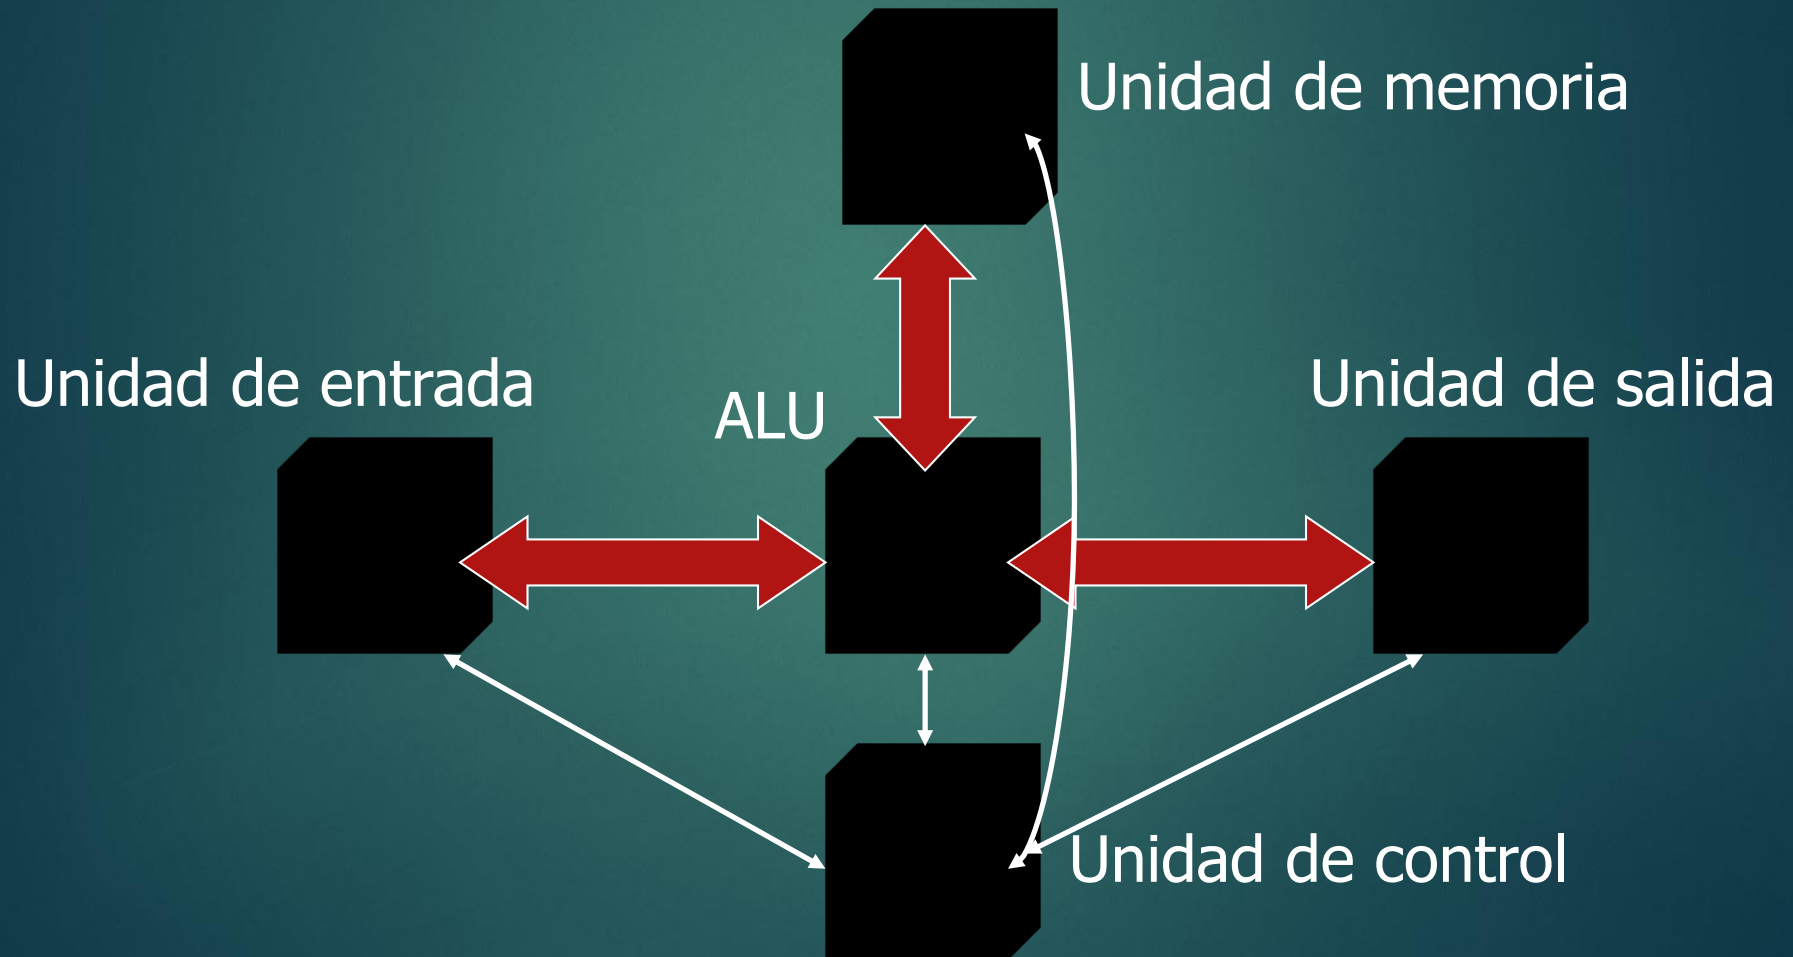 Unidad de memoria
Unidad de entrada
ALU
Unidad de salida
Unidad de control